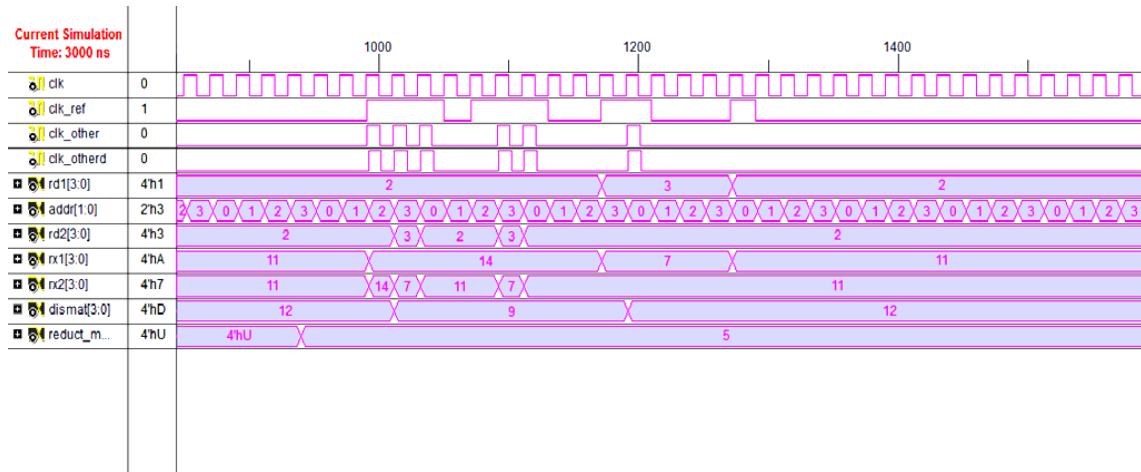 Current Simulation
Time: 3000 ns
1000 1200 1400
clk 0
clk_ref 1
clk_other 0
clk_otherd 0
rd1[3:0] 4'h1 2 3 2
addr[1:0] 2'h3 2 3 0 1 2 3 0 1 2 3 0 1 2 3 0 1 2 3 0 1 2 3 0 1 2 3 0 1 2 3 0 1 2 3 0 1 2 3
rd2[3:0] 4'h3 2 3 2 3 2
rx1[3:0] 4'hA 11 14 7 11
rx2[3:0] 4'h7 11 14 7 11 7 11
dismat[3:0] 4'hD 12 9 12
reduct_m... 4'hU 4'hU 5